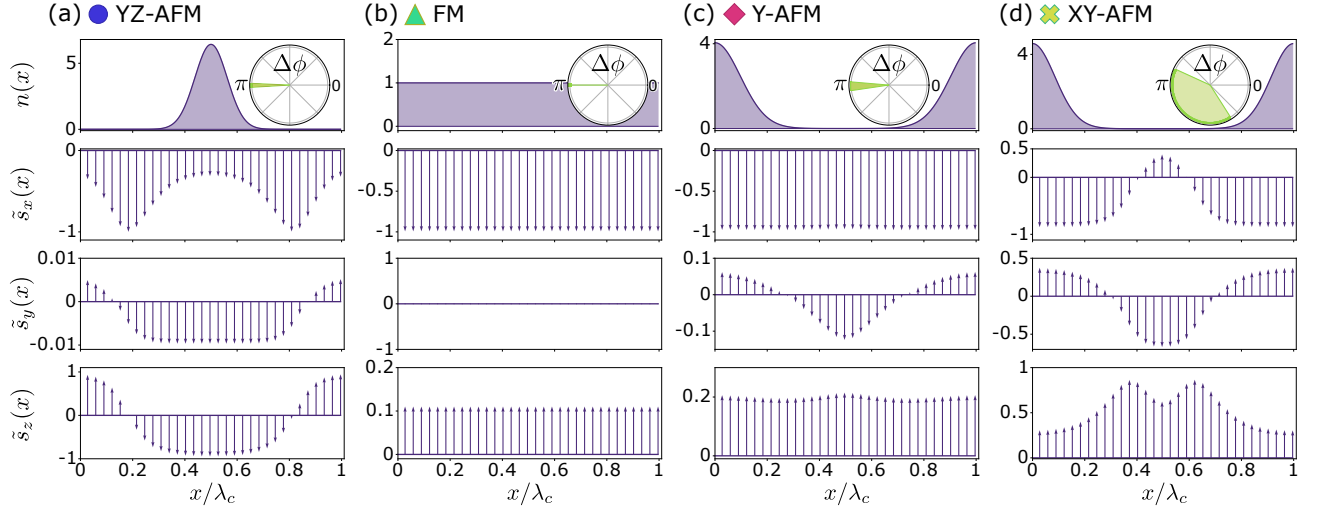 (a) YZ-AFM (b) FM (c) Y-AFM (d) XY-AFM
n(x) 5 0 Δϕ π 0 2 1 0 Δϕ π 0 4 2 0 Δϕ π 0 4 0 Δϕ π 0
s̃x(x) 0 -1 0 -0.5 -1 0 -0.5 -1 0.5 0 -1
s̃y(x) 0.01 0 -0.01 1 0 -1 0.1 0 0.1 0.5 0 -0.5
s̃z(x) 1 0 -1 0.2 0.1 0 0.2 0 1 0.5 0
0 0.2 0.4 0.6 0.8 1 0 0.2 0.4 0.6 0.8 1 0 0.2 0.4 0.6 0.8 1 0 0.2 0.4 0.6 0.8 1
x/λc x/λc x/λc x/λc